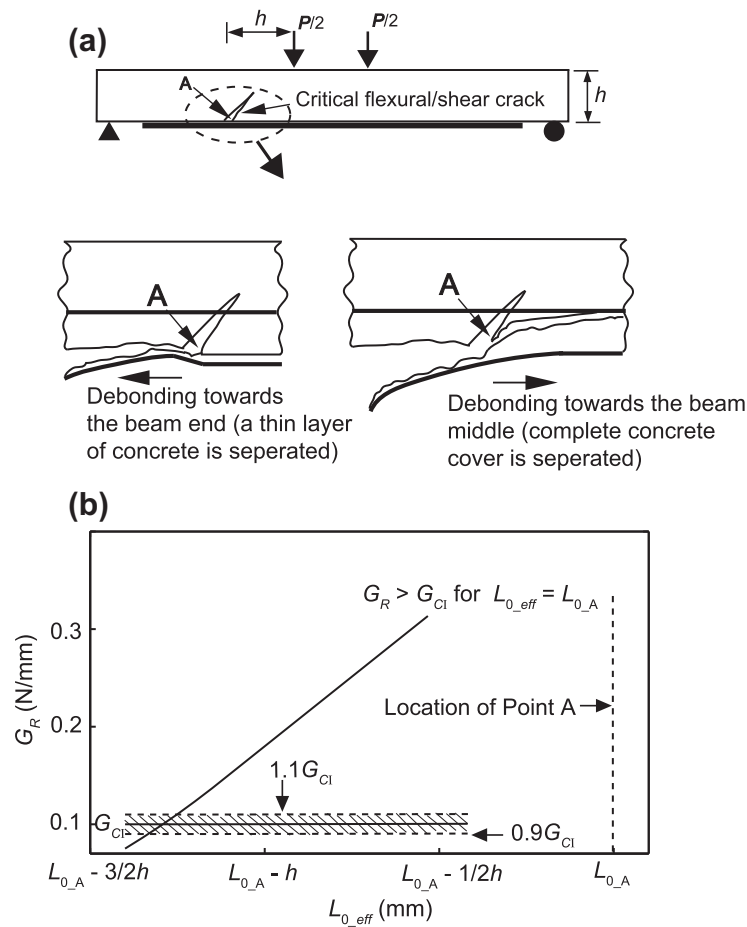 (a)
h
P/2
P/2
A
Critical flexural/shear crack
h
A
A
Debonding towards
the beam end (a thin layer
of concrete is seperated)
Debonding towards the beam
middle (complete concrete
cover is seperated)
(b)
G_R > G_CI for L_0_eff = L_0_A
0.3
Location of Point A
0.2
G_R (N/mm)
1.1G_CI
0.1
G_CI
0.9G_CI
L_0_A - 3/2h
L_0_A - h
L_0_A - 1/2h
L_0_A
L_0_eff (mm)